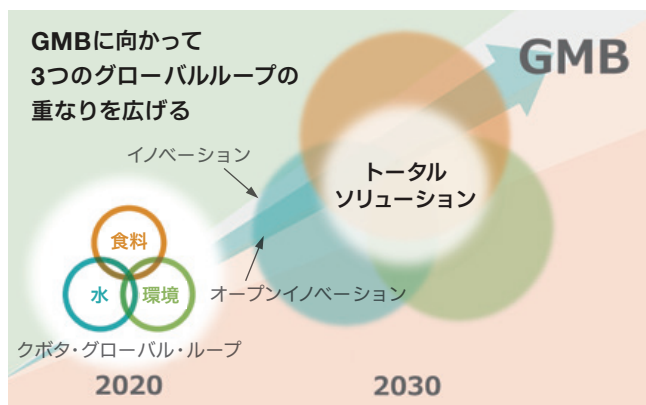 GMBに向かって
3つのグローバルループの
重なりを広げる
GMB
イノベーション
トータル
ソリューション
食料
水
環境
オープンイノベーション
クボタ・グローバル・ループ
2020
2030